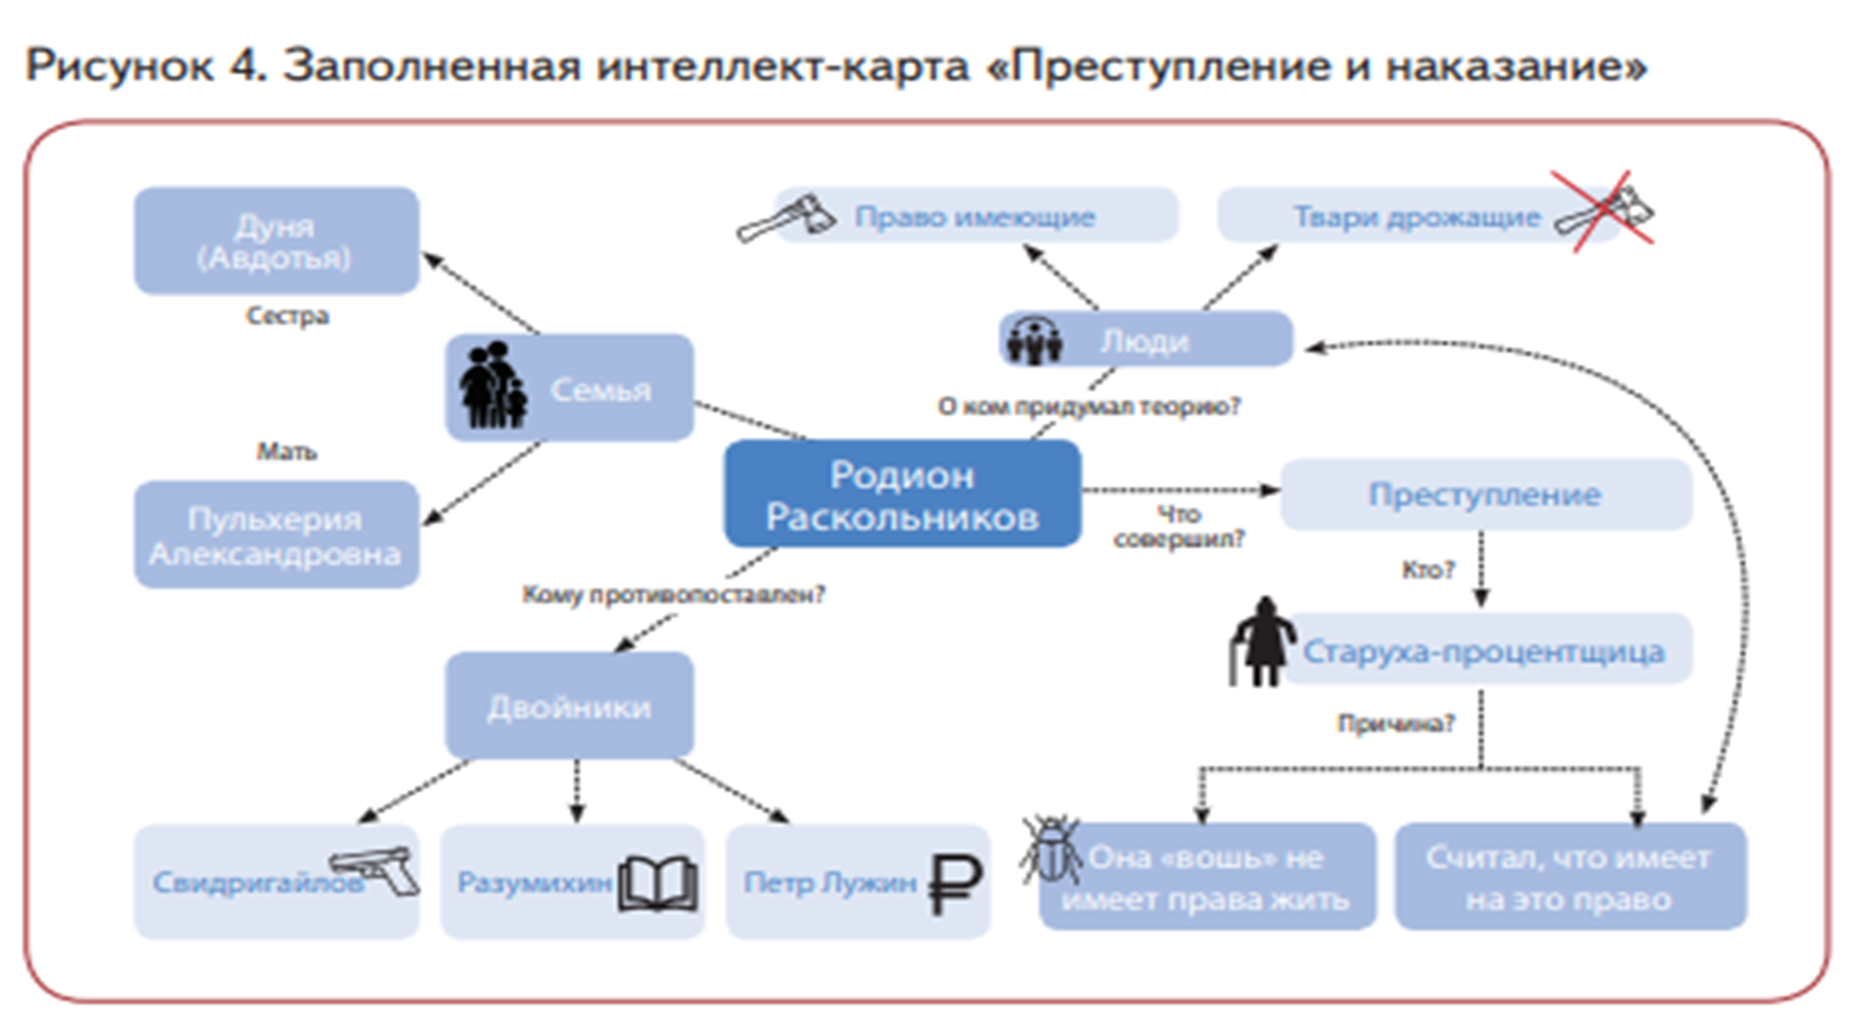 Рисунок 4. Заполненная интеллект-карта «Преступление и наказание»
Дуня
(Авдотья)
Сестра
Семья
Мать
Пульхерия
Александровна
Право имеющие
Твари дрожащие
Люди
О ком придумал теорию?
Родион
Раскольников
Что
совершил?
Преступление
Кто?
Старуха-процентщица
Причина?
Она «вошь» не
имеет права жить
Считал, что имеет
на это право
Кому противопоставлен?
Двойники
Свидригайлов
Разумихин
Петр Лужин
₽